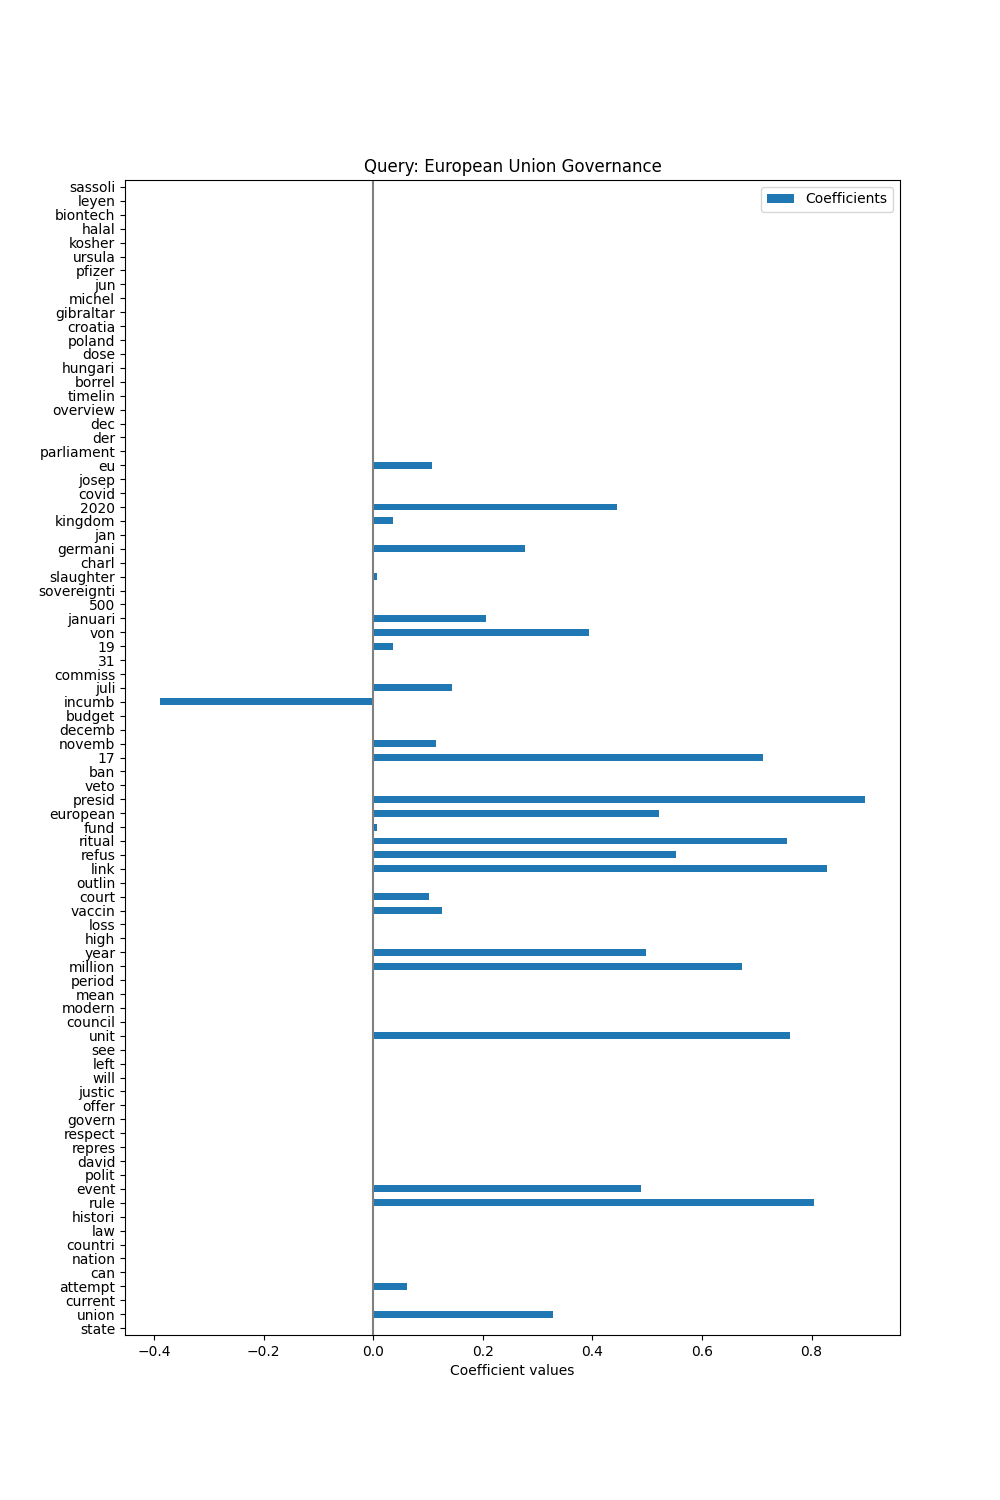 Query: European Union Governance
Coefficients
sassoli
leyen
biontech
halal
kosher
ursula
pfizer
jun
michel
gibraltar
croatia
poland
dose
hungari
borrel
timelin
overview
dec
der
parliament
eu
josep
covid
2020
kingdom
jan
germani
charl
slaughter
sovereignti
500
januari
von
19
31
commiss
juli
incumb
budget
decemb
novemb
17
ban
veto
presid
european
fund
ritual
refus
link
outlin
court
vaccin
loss
high
year
million
period
mean
modern
council
unit
see
left
will
justic
offer
govern
respect
repres
david
polit
event
rule
histori
law
countri
nation
can
attempt
current
union
state
−0.4 −0.2 0.0 0.2 0.4 0.6 0.8
Coefficient values